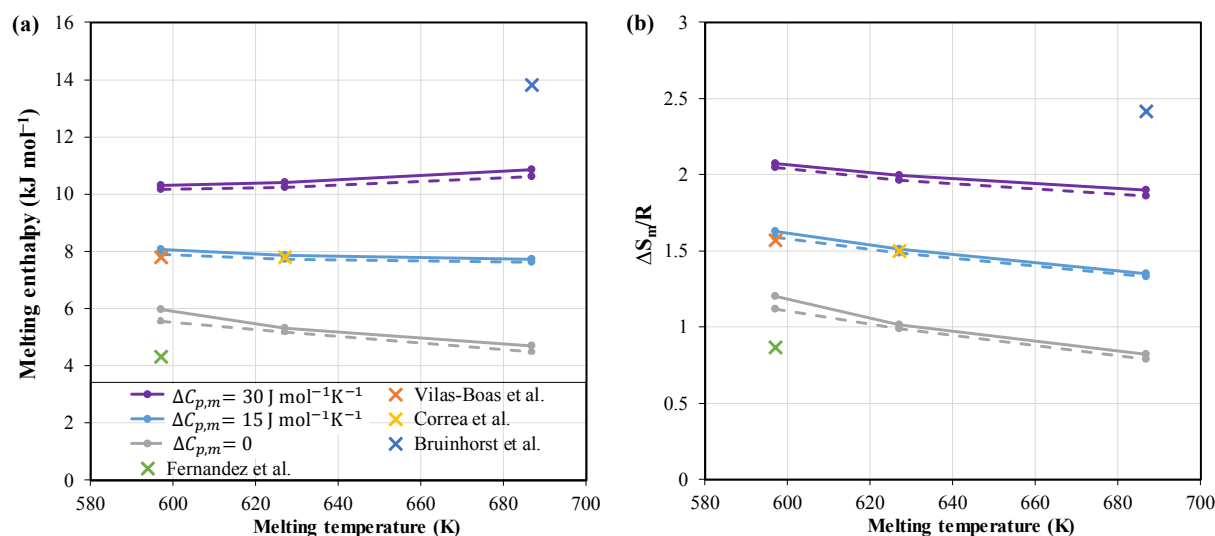 (a)
Melting enthalpy (kJ mol⁻¹)
16
14
12
10
8
6
4
2
0
ΔC_{p,m} = 30 J mol⁻¹K⁻¹
ΔC_{p,m} = 15 J mol⁻¹K⁻¹
ΔC_{p,m} = 0
Fernandez et al.
Vilas-Boas et al.
Correa et al.
Bruinhorst et al.
580 600 620 640 660 680 700
Melting temperature (K)
(b)
ΔS_m/R
3
2.5
2
1.5
1
0.5
0
580 600 620 640 660 680 700
Melting temperature (K)